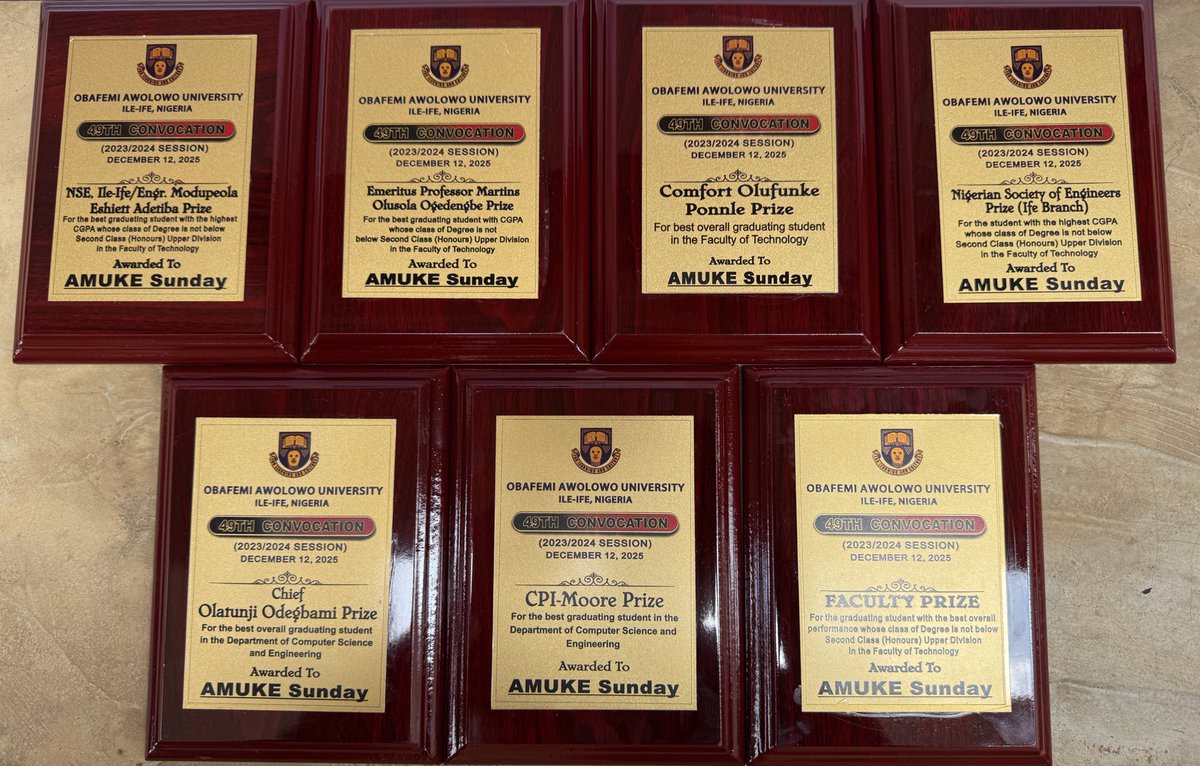 OBAFEMI AWOLOWO UNIVERSITY
ILE-IFE, NIGERIA
49TH CONVOCATION
(2023/2024 SESSION)
DECEMBER 12, 2025
NSE, Ile-Ife/Engr. Modupeola
Eshiett Adetiba Prize
For the best graduating student with the highest
CGPA whose class of Degree is not below
Second Class (Honours) Upper Division
in the Faculty of Technology
Awarded To
AMUKE Sunday
OBAFEMI AWOLOWO UNIVERSITY
ILE-IFE, NIGERIA
49TH CONVOCATION
(2023/2024 SESSION)
DECEMBER 12, 2025
Emeritus Professor Martins
Olusola Ogedengbe Prize
For the best graduating student with CGPA
whose class of Degree is not
below Second Class (Honours) Upper Division
in the Faculty of Technology
Awarded To
AMUKE Sunday
OBAFEMI AWOLOWO UNIVERSITY
ILE-IFE, NIGERIA
49TH CONVOCATION
(2023/2024 SESSION)
DECEMBER 12, 2025
Comfort Olufunke
Ponnle Prize
For best overall graduating student
in the Faculty of Technology
Awarded To
AMUKE Sunday
OBAFEMI AWOLOWO UNIVERSITY
ILE-IFE, NIGERIA
49TH CONVOCATION
(2023/2024 SESSION)
DECEMBER 12, 2025
Nigerian Society of Engineers
Prize (Ife Branch)
For the student with the highest CGPA
whose class of Degree is not below
Second Class (Honours) Upper Division
in the Faculty of Technology
Awarded To
AMUKE Sunday
OBAFEMI AWOLOWO UNIVERSITY
ILE-IFE, NIGERIA
49TH CONVOCATION
(2023/2024 SESSION)
DECEMBER 12, 2025
Chief
Olatunji Odegbami Prize
For the best overall graduating student
in the Department of Computer Science
and Engineering
Awarded To
AMUKE Sunday
OBAFEMI AWOLOWO UNIVERSITY
ILE-IFE, NIGERIA
49TH CONVOCATION
(2023/2024 SESSION)
DECEMBER 12, 2025
CPI-Moore Prize
For the best graduating student in the
Department of Computer Science and
Engineering
Awarded To
AMUKE Sunday
OBAFEMI AWOLOWO UNIVERSITY
ILE-IFE, NIGERIA
49TH CONVOCATION
(2023/2024 SESSION)
DECEMBER 12, 2025
FACULTY PRIZE
For the graduating student with the best overall
performance whose class of Degree is not below
Second Class (Honours) Upper Division
in the Faculty of Technology
Awarded To
AMUKE Sunday